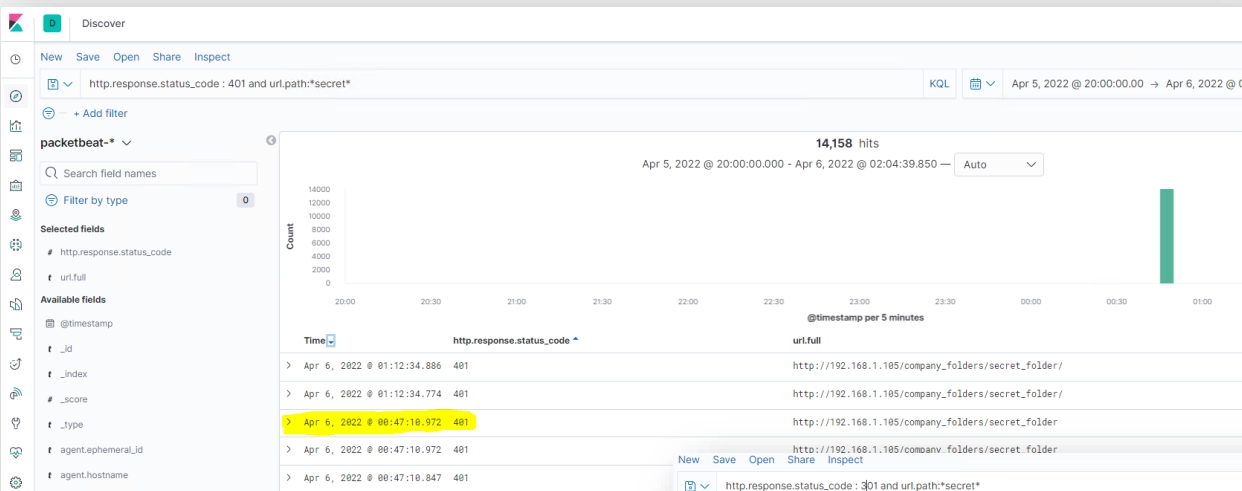 D Discover
New Save Open Share Inspect
http.response.status_code : 401 and url.path:*secret* KQL Apr 5, 2022 @ 20:00:00.00 → Apr 6, 2022 @
+ Add filter
packetbeat-*
Search field names
Filter by type 0
Selected fields
# http.response.status_code
t url.full
Available fields
@timestamp
t _id
t _index
# _score
t _type
t agent.ephemeral_id
t agent.hostname
14,158 hits
Apr 5, 2022 @ 20:00:00.000 - Apr 6, 2022 @ 02:04:39.850 — Auto
Count
14000
12000
10000
8000
6000
4000
2000
0
20:00 20:30 21:00 21:30 22:00 22:30 23:00 23:30 00:00 00:30 01:00
@timestamp per 5 minutes
Time http.response.status_code url.full
> Apr 6, 2022 @ 01:12:34.886 401 http://192.168.1.105/company_folders/secret_folder/
> Apr 6, 2022 @ 01:12:34.774 401 http://192.168.1.105/company_folders/secret_folder/
> Apr 6, 2022 @ 00:47:10.972 401 http://192.168.1.105/company_folders/secret_folder
> Apr 6, 2022 @ 00:47:10.972 401 http://192.168.1.105/company_folders/secret_folder
> Apr 6, 2022 @ 00:47:10.847 401
New Save Open Share Inspect
http.response.status_code : 301 and url.path:*secret*